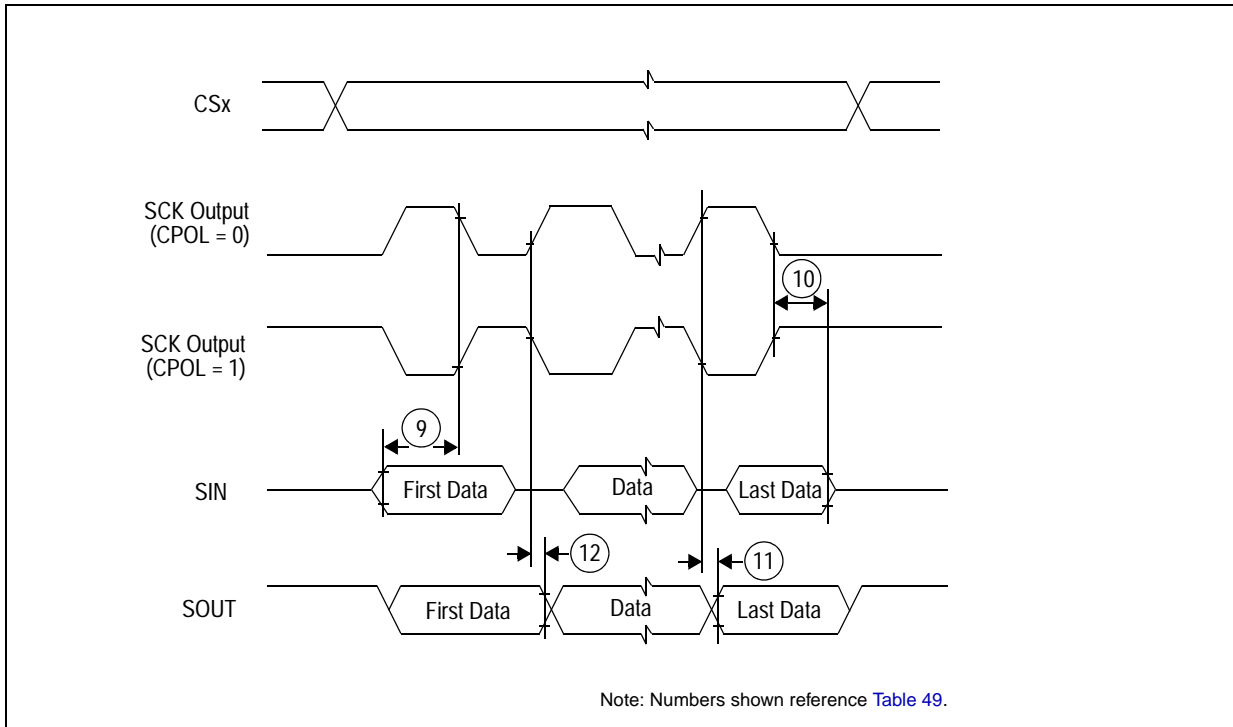 CSx
SCK Output
(CPOL = 0)
10
SCK Output
(CPOL = 1)
9
SIN
First Data
Data
Last Data
12
11
SOUT
First Data
Data
Last Data
Note: Numbers shown reference Table 49.